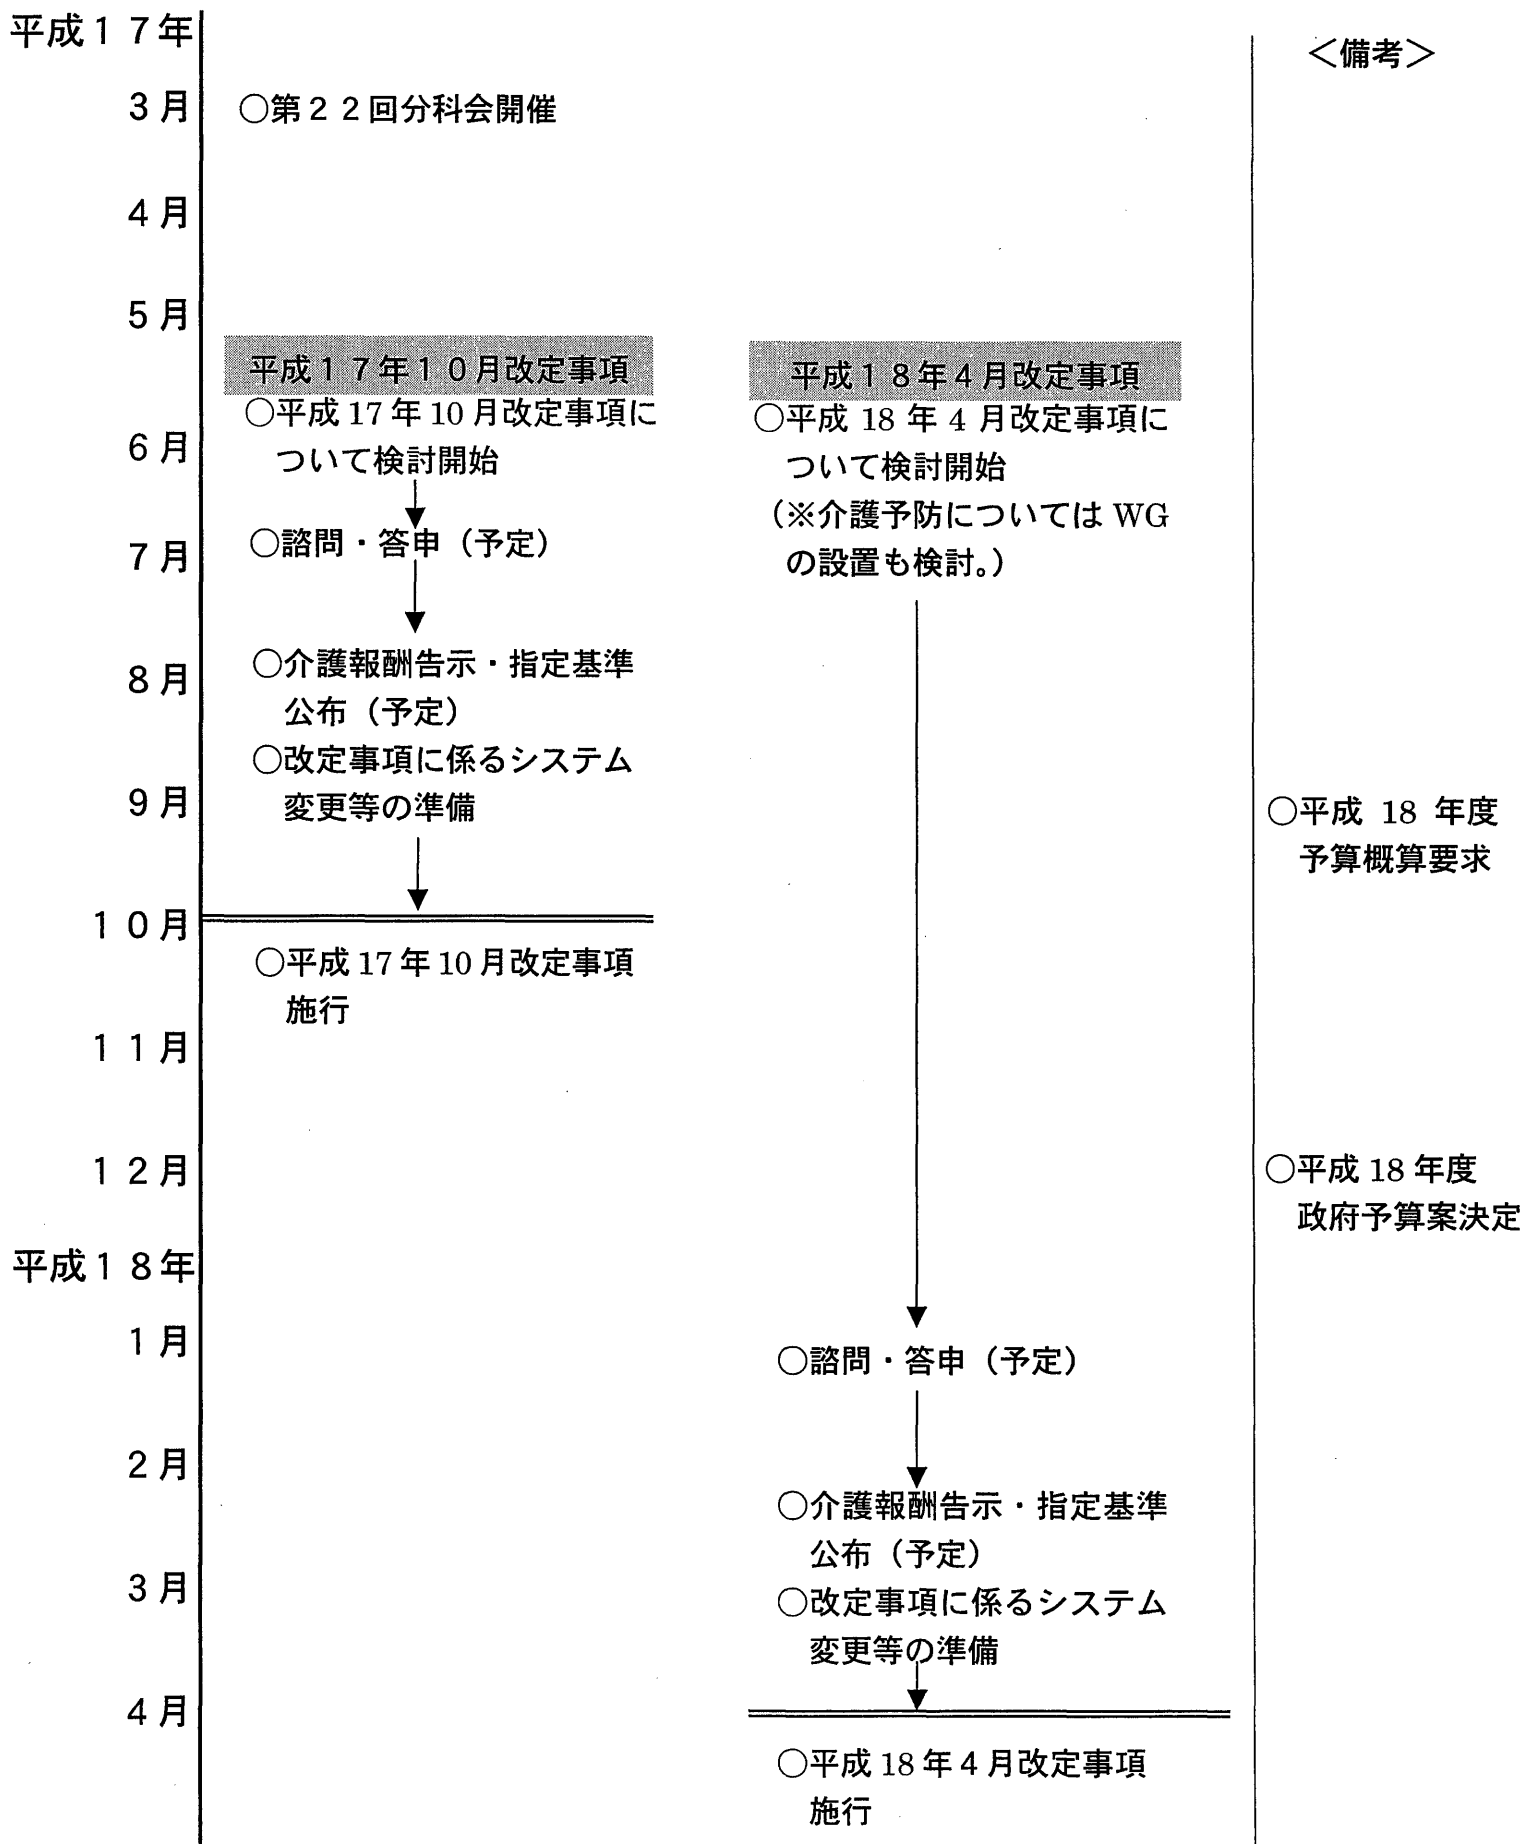 平成１７年
＜備考＞
３月
○第２２回分科会開催
４月
５月
平成１７年１０月改定事項
○平成 17 年 10 月改定事項に
ついて検討開始
６月
○諮問・答申（予定）
７月
○介護報酬告示・指定基準
公布（予定）
８月
○改定事項に係るシステム
変更等の準備
９月
１０月
○平成 17 年 10 月改定事項
施行
１１月
１２月
平成１８年４月改定事項
○平成 18 年 4 月改定事項に
ついて検討開始
（※介護予防については WG
の設置も検討。）
○平成 18 年度
予算概算要求
○平成 18 年度
政府予算案決定
平成１８年
１月
○諮問・答申（予定）
２月
○介護報酬告示・指定基準
公布（予定）
３月
○改定事項に係るシステム
変更等の準備
４月
○平成 18 年４月改定事項
施行